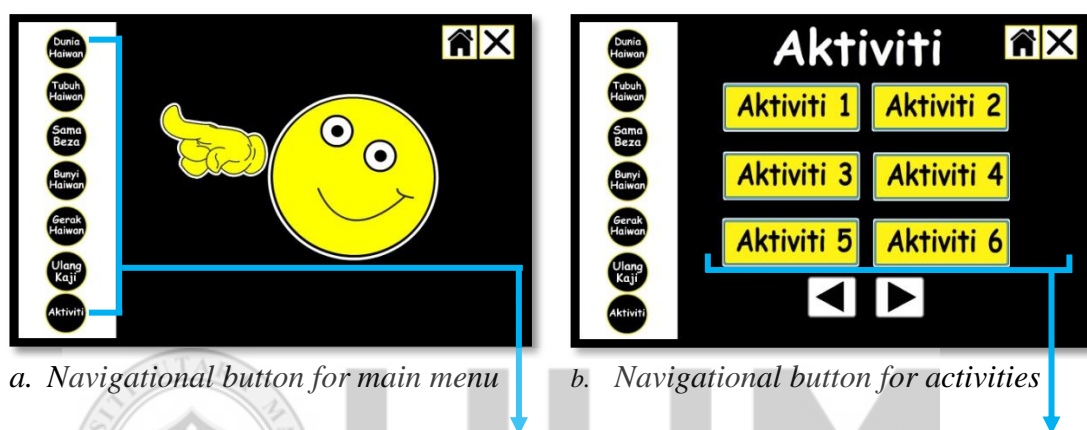 Dunia
Haiwan
Tubuh
Haiwan
Sama
Beza
Bunyi
Haiwan
Gerak
Haiwan
Ulang
Kaji
Aktiviti
Dunia
Haiwan
Tubuh
Haiwan
Sama
Beza
Bunyi
Haiwan
Gerak
Haiwan
Ulang
Kaji
Aktiviti
Aktiviti
Aktiviti 1
Aktiviti 2
Aktiviti 3
Aktiviti 4
Aktiviti 5
Aktiviti 6
a. Navigational button for main menu
b. Navigational button for activities